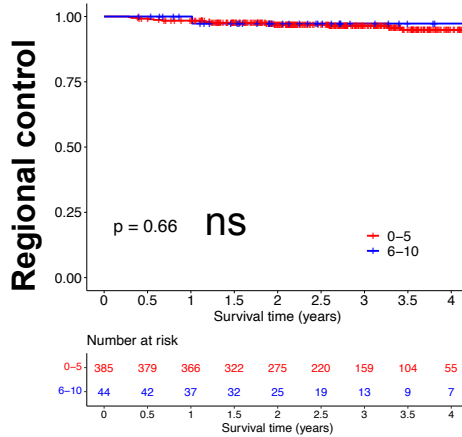 Regional control
1.00
0.75
0.50
0.25
0.00
p = 0.66 ns
0−5
6−10
0 0.5 1 1.5 2 2.5 3 3.5 4
Survival time (years)
Number at risk
0−5 385 379 366 322 275 220 159 104 55
6−10 44 42 37 32 25 19 13 9 7
0 0.5 1 1.5 2 2.5 3 3.5 4
Survival time (years)